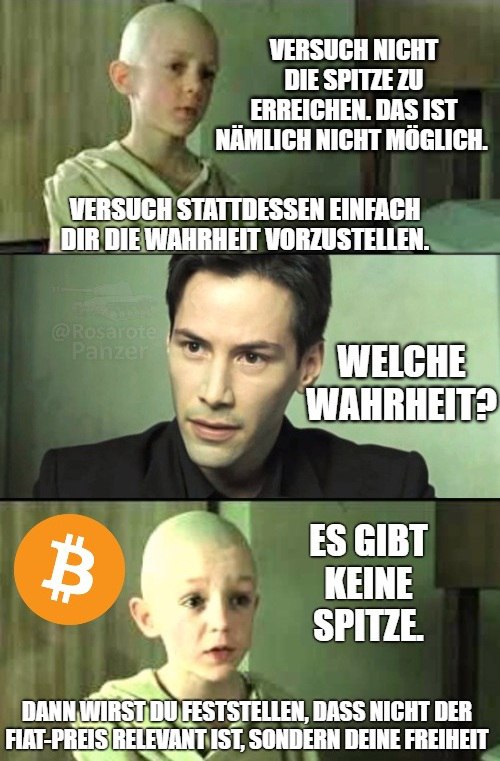 VERSUCH NICHT
DIE SPITZE ZU
ERREICHEN. DAS IST
NÄMLICH NICHT MÖGLICH.
VERSUCH STATTDESSEN EINFACH
DIR DIE WAHRHEIT VORZUSTELLEN.
@Rosarote
Panzer
WELCHE
WAHRHEIT?
ES GIBT
KEINE
SPITZE.
DANN WIRST DU FESTSTELLEN, DASS NICHT DER
FIAT-PREIS RELEVANT IST, SONDERN DEINE FREIHEIT